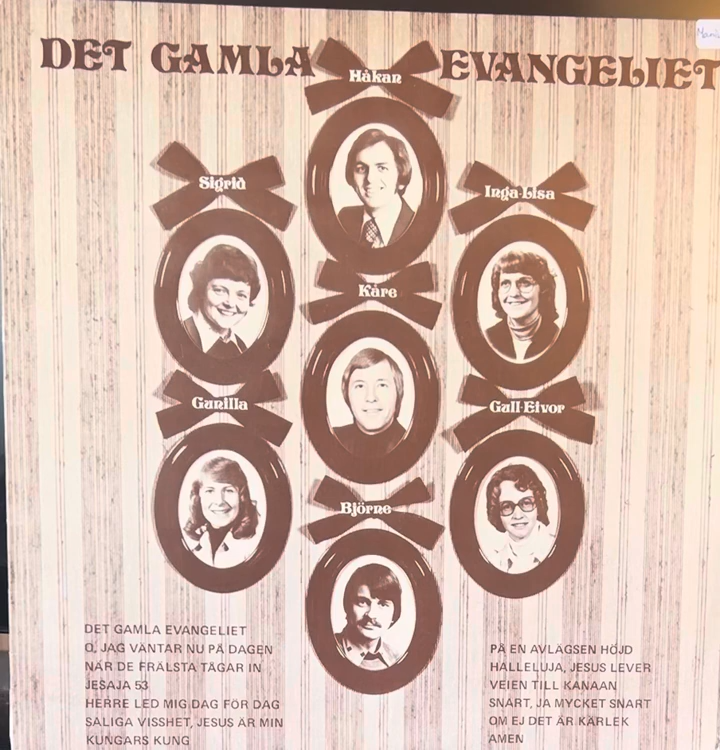 DET GAMLA EVANGELIET
Håkan
Sigrid
Inga-Lisa
Kåre
Gunilla
Gull-Eivor
Björne
DET GAMLA EVANGELIET
O, JAG VÄNTAR NU PÅ DAGEN
NÄR DE FRÄLSTA TÅGAR IN
JESAJA 53
HERRE LED MIG DAG FÖR DAG
SALIGA VISSHET, JESUS ÄR MIN
KUNGARS KUNG
PÅ EN AVLÄGSEN HÖJD
HALLELUJA, JESUS LEVER
VEIEN TILL KANAAN
SNART, JA MYCKET SNART
OM EJ DET ÄR KÄRLEK
AMEN